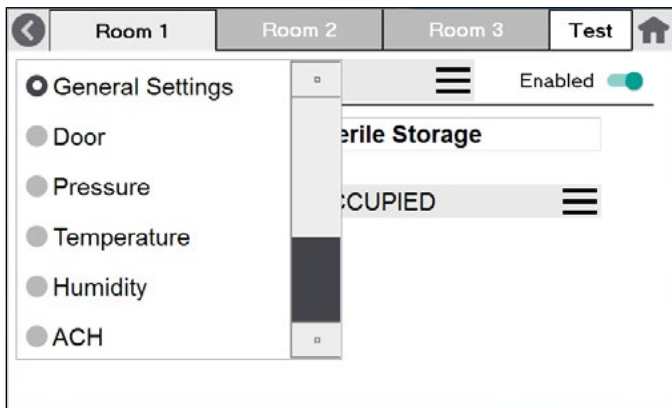 Room 1 Room 2 Room 3 Test
General Settings Enabled
Door erile Storage
Pressure CCUPIED
Temperature
Humidity
ACH